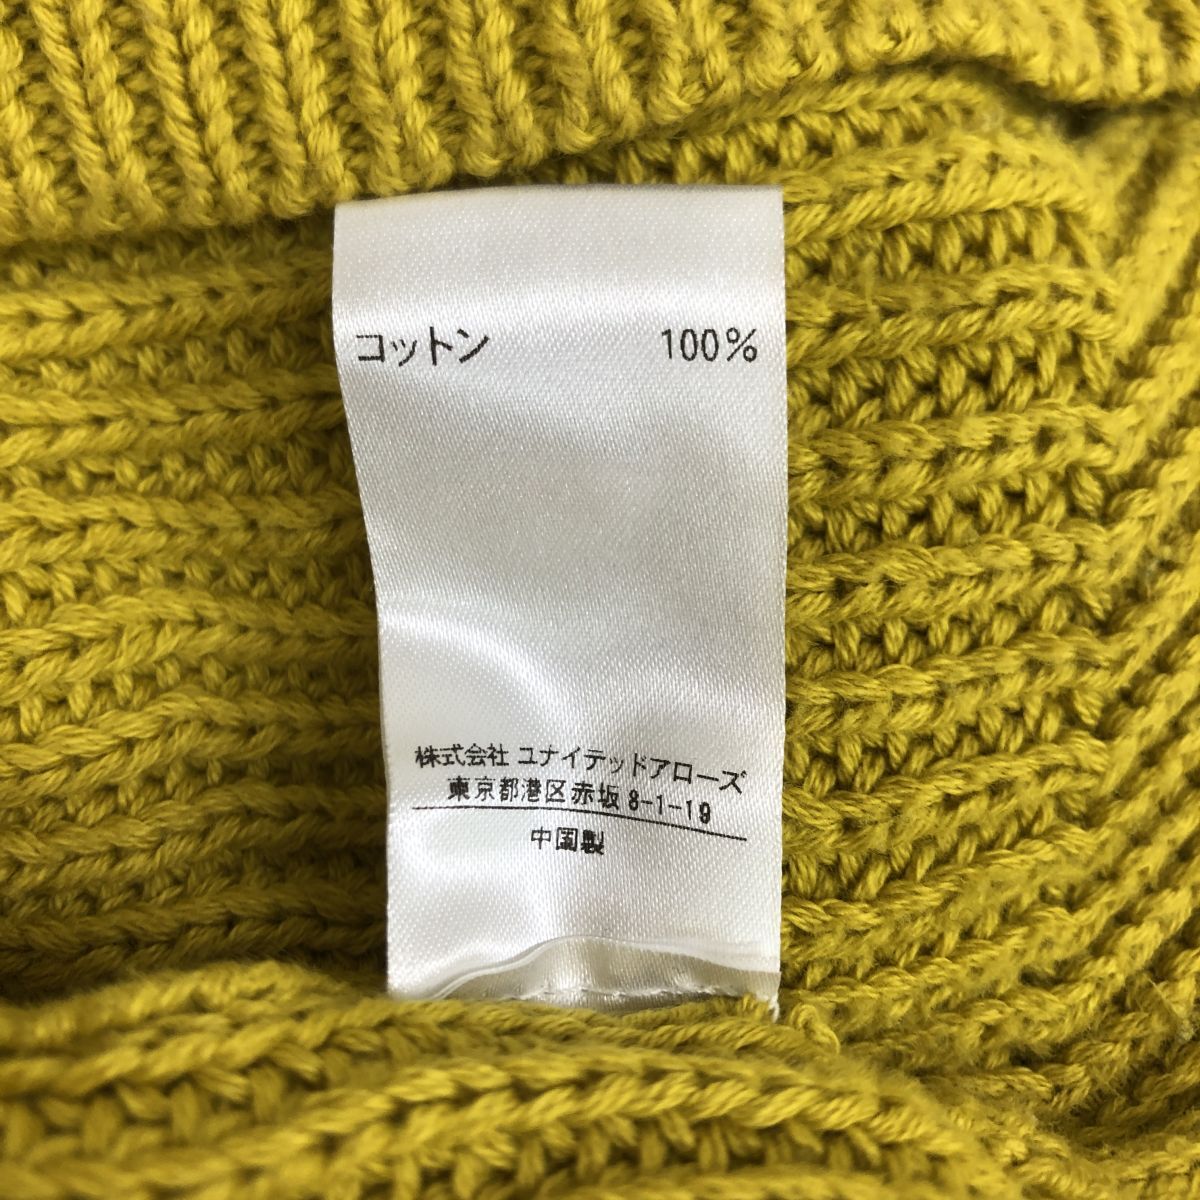 コットン 100%
株式会社 ユナイテッドアローズ
東京都港区赤坂 8-1-19
中国製